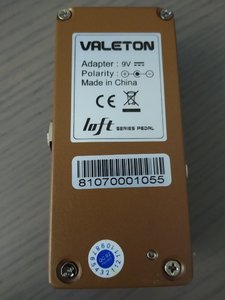 VALETON
Adapter : 9V
Polarity :
Made in China
CE
loft SERIES PEDAL
81070001055